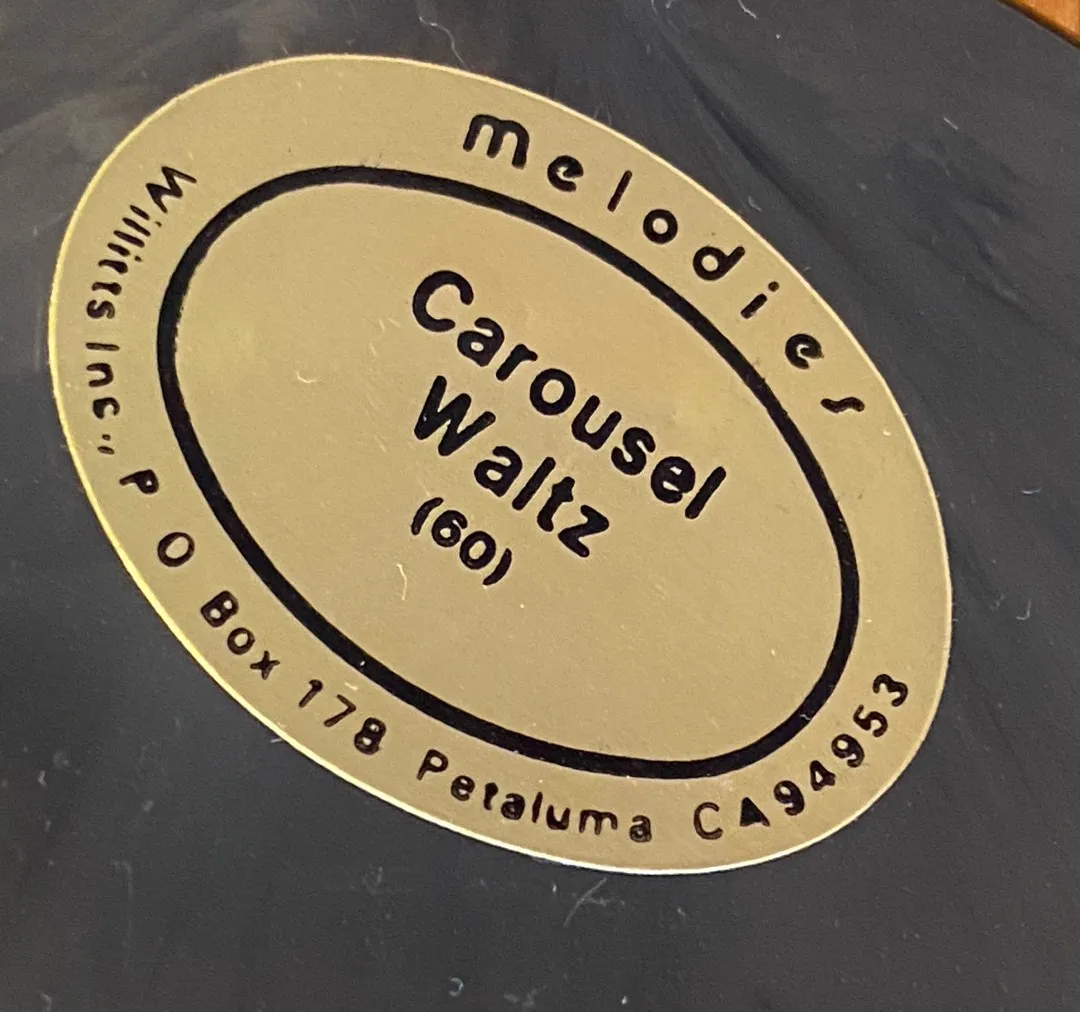 melodies
Carousel
Waltz
(60)
Willitts Inc., P O Box 178 Petaluma CA94953